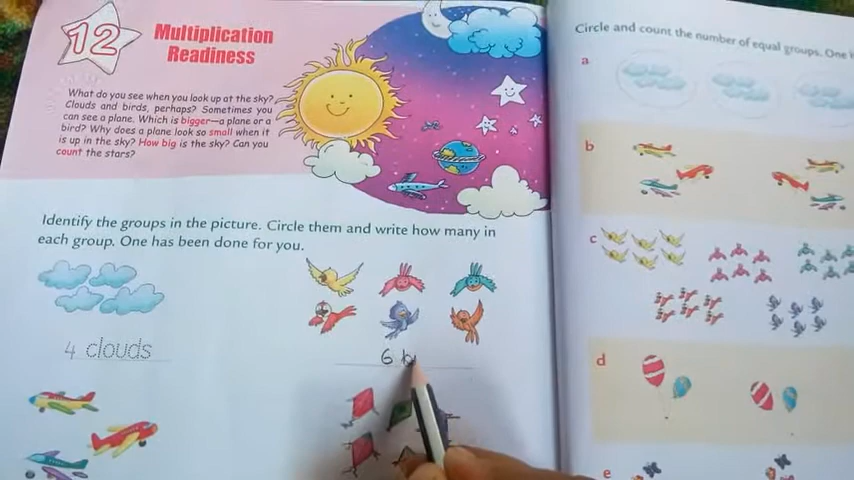 12
Multiplication
Readiness
What do you see when you look up at the sky?
Clouds and birds, perhaps? Sometimes you
can see a plane. Which is bigger—a plane or a
bird? Why does a plane look so small when it
is up in the sky? How big is the sky? Can you
count the stars?
Identify the groups in the picture. Circle them and write how many in
each group. One has been done for you.
4 clouds
6 b
Circle and count the number of equal groups. One
a
b
c
d
e